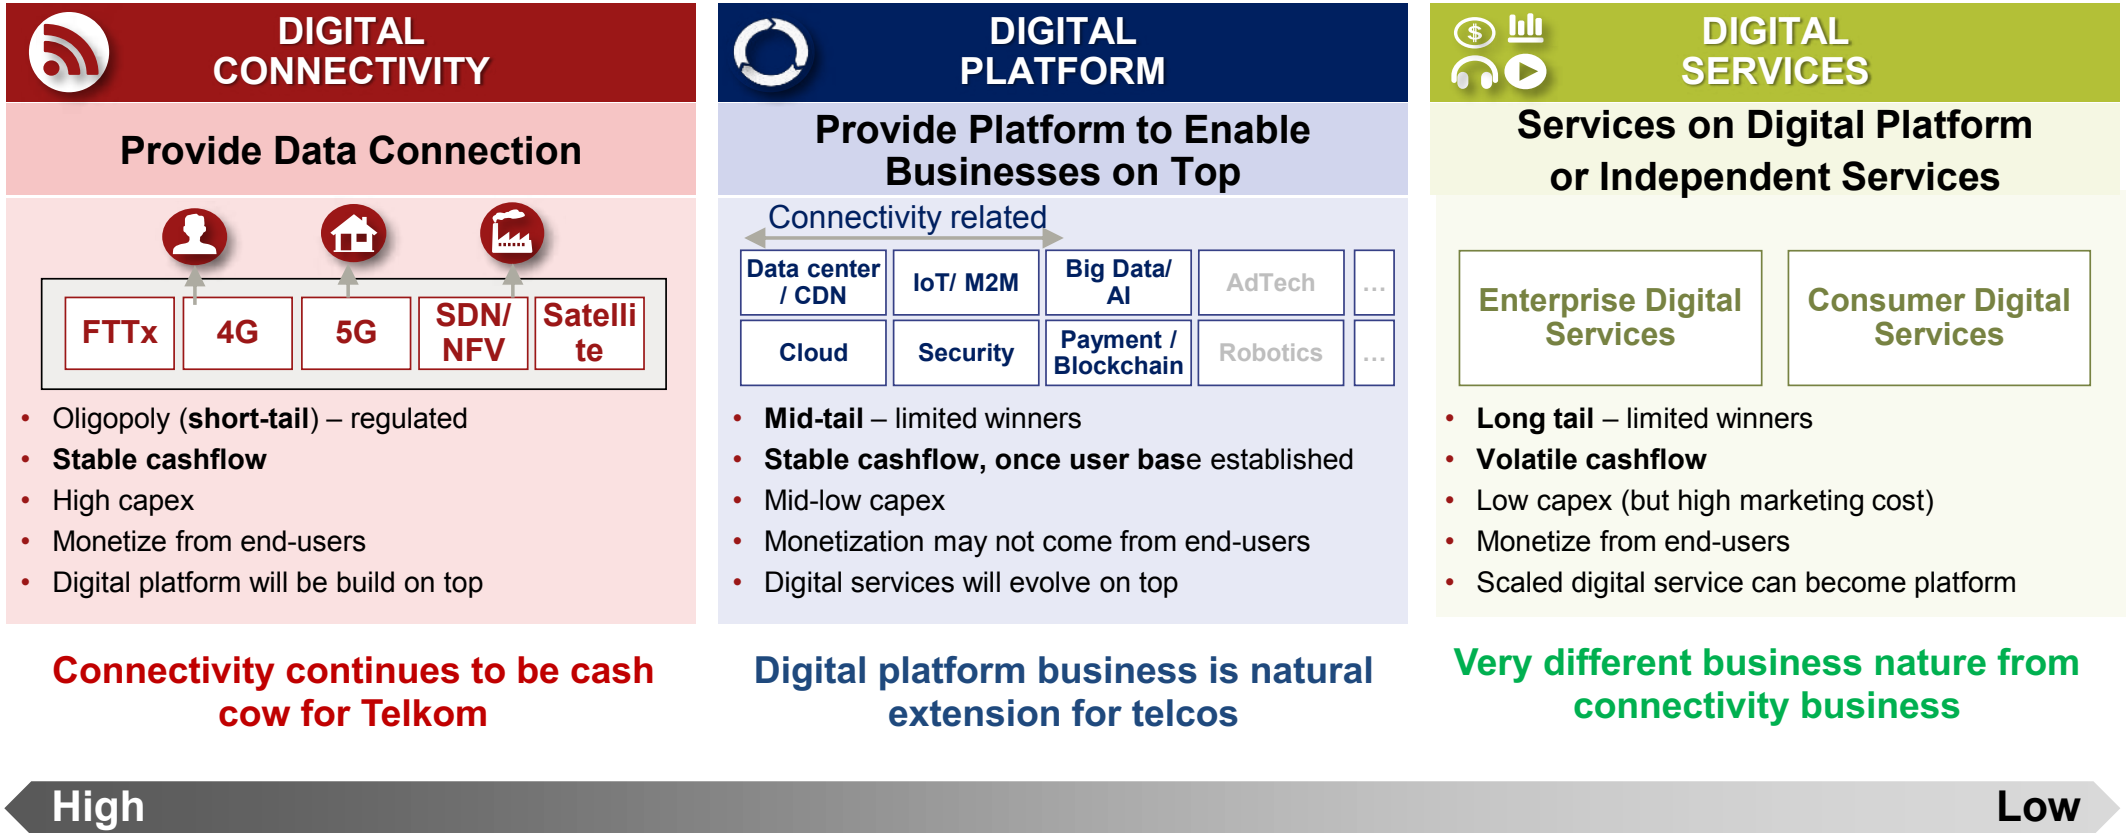 DIGITAL
CONNECTIVITY
Provide Data Connection
FTTx
4G
5G
SDN/
NFV
Satelli
te
• Oligopoly (short-tail) – regulated
• Stable cashflow
• High capex
• Monetize from end-users
• Digital platform will be build on top
Connectivity continues to be cash
cow for Telkom
DIGITAL
PLATFORM
Provide Platform to Enable
Businesses on Top
Connectivity related
Data center
/ CDN
IoT/ M2M
Big Data/
AI
AdTech
...
Cloud
Security
Payment /
Blockchain
Robotics
...
• Mid-tail – limited winners
• Stable cashflow, once user base established
• Mid-low capex
• Monetization may not come from end-users
• Digital services will evolve on top
Digital platform business is natural
extension for telcos
$
DIGITAL
SERVICES
Services on Digital Platform
or Independent Services
Enterprise Digital
Services
Consumer Digital
Services
• Long tail – limited winners
• Volatile cashflow
• Low capex (but high marketing cost)
• Monetize from end-users
• Scaled digital service can become platform
Very different business nature from
connectivity business
High
Low